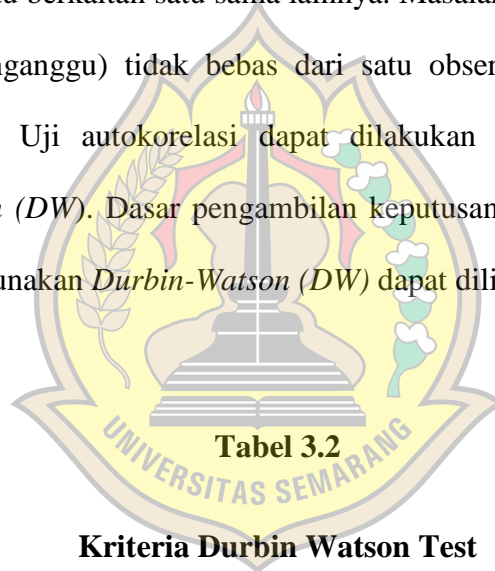 berkaitan satu sama lainnya.
nganggu) tidak bebas dari satu obser
Uji autokorelasi dapat dilakukan
(DW). Dasar pengambilan keputusan
unakan Durbin-Watson (DW) dapat dili
Tabel 3.2
UNIVERSITAS SEMARANG
Kriteria Durbin Watson Test